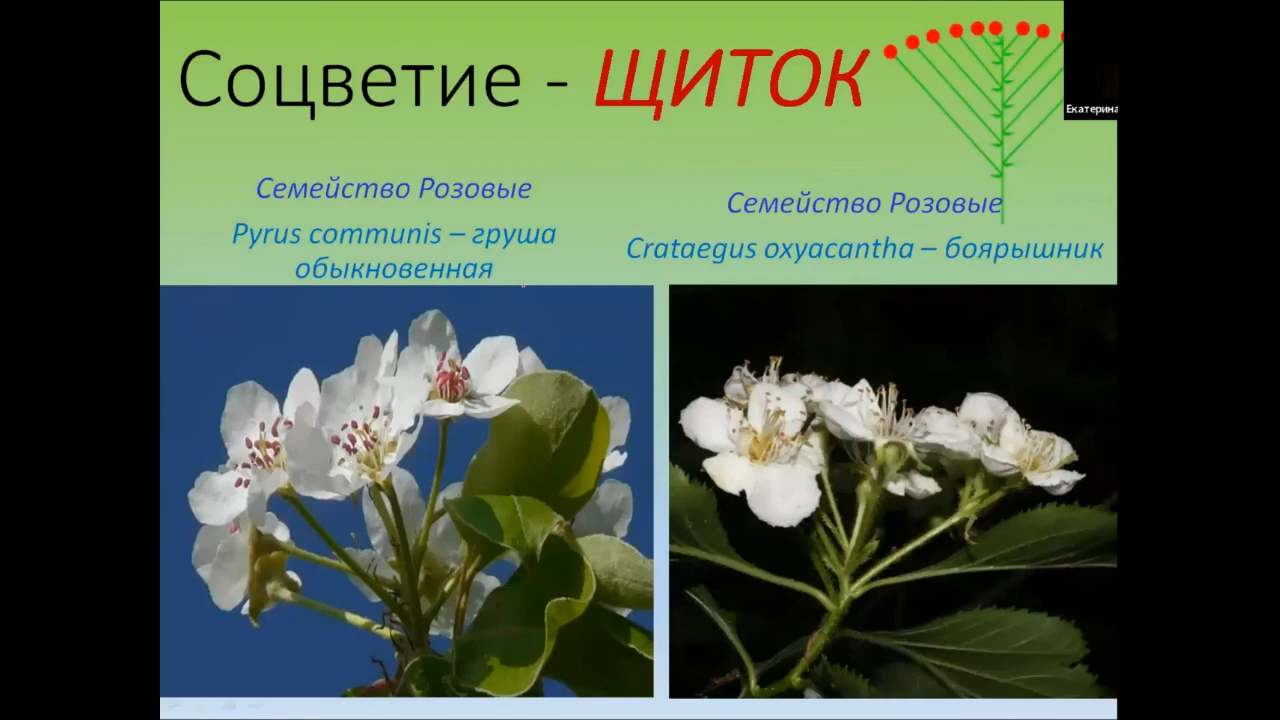 Соцветие - ЩИТОК
Екатерина
Семейство Розовые
Pyrus communis – груша
обыкновенная
Семейство Розовые
Crataegus oxyacantha – боярышник